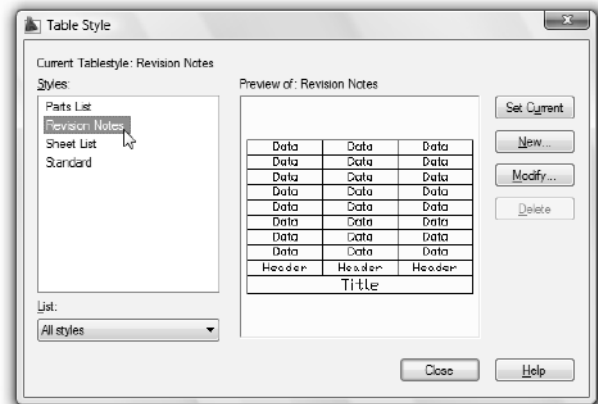 Table Style
Current Tablestyle: Revision Notes
Styles:
Parts List
Revision Notes
Sheet List
Standard
List:
All styles
Preview of: Revision Notes
Data Data Data
Data Data Data
Data Data Data
Data Data Data
Data Data Data
Data Data Data
Data Data Data
Data Data Data
Header Header Header
Title
Set Current
New...
Modify...
Delete
Close
Help